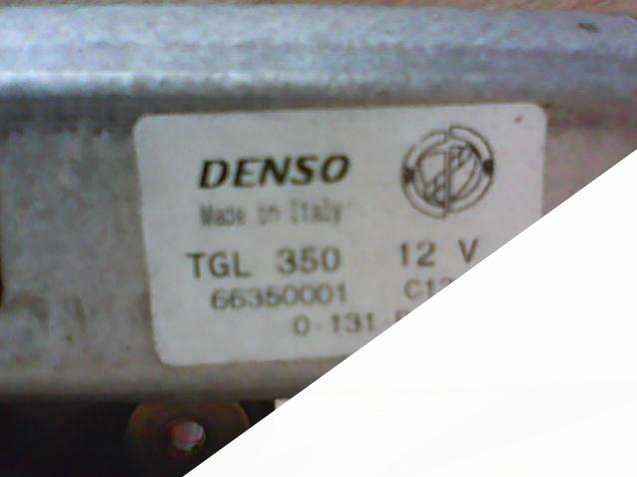 DENSO
Made in Italy
TGL 350 12 V
66350001
0-131